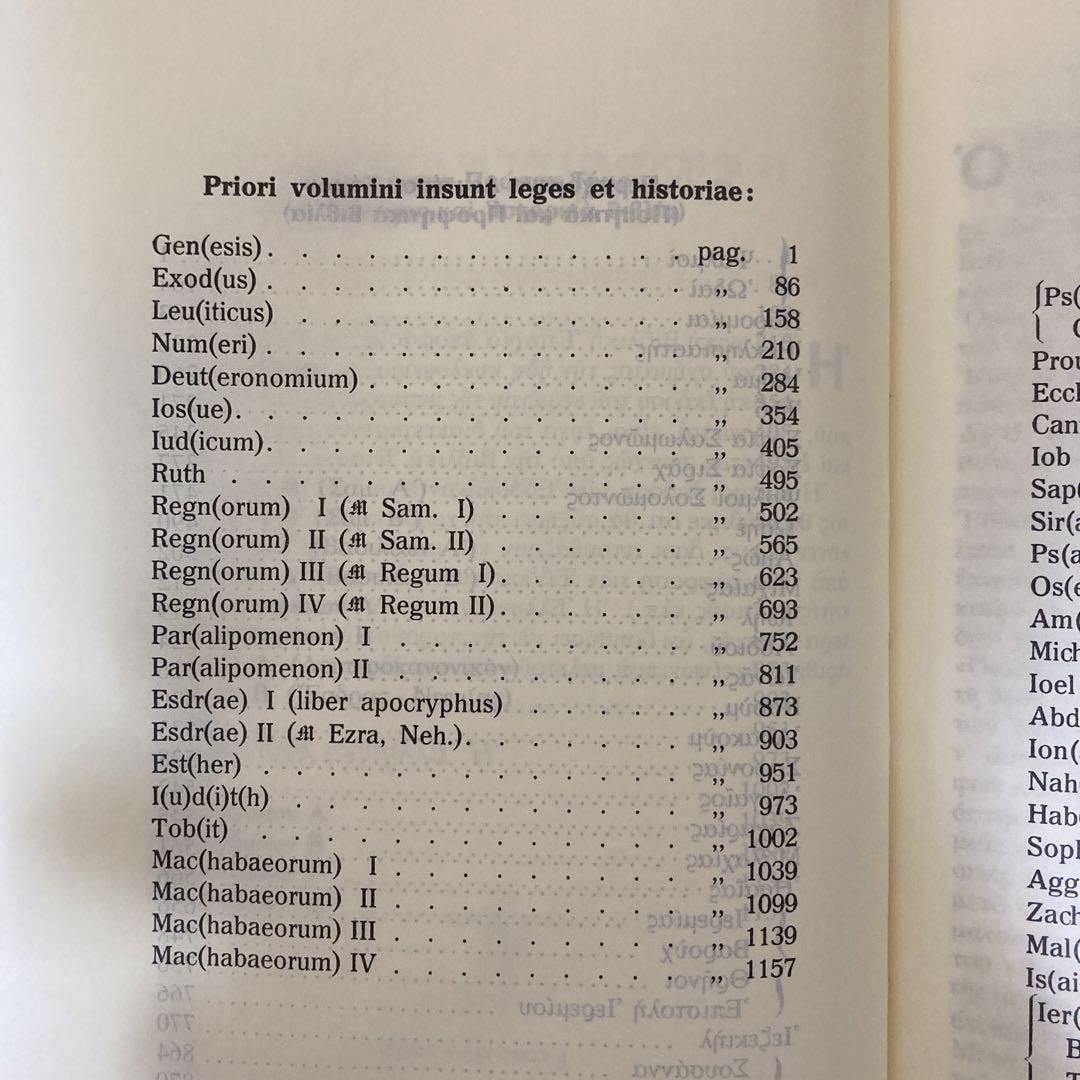 Priori volumini insunt leges et historiae:
Gen(esis) . . . . . . . . . . . . . pag. 1
Exod(us) . . . . . . . . . . . . . „ 86
Leu(iticus) . . . . . . . . . . . . „ 158
Num(eri) . . . . . . . . . . . . . „ 210
Deut(eronomium) . . . . . . . . . . „ 284
Ios(ue) . . . . . . . . . . . . . . „ 354
Iud(icum) . . . . . . . . . . . . . „ 405
Ruth . . . . . . . . . . . . . . „ 495
Regn(orum) I (𝔐 Sam. I) . . . . . . „ 502
Regn(orum) II (𝔐 Sam. II) . . . . . . „ 565
Regn(orum) III (𝔐 Regum I) . . . . . . „ 623
Regn(orum) IV (𝔐 Regum II) . . . . . . „ 693
Par(alipomenon) I . . . . . . . . . „ 752
Par(alipomenon) II . . . . . . . . . „ 811
Esdr(ae) I (liber apocryphus) . . . . . „ 873
Esdr(ae) II (𝔐 Ezra, Neh.) . . . . . . . „ 903
Est(her) . . . . . . . . . . . . . „ 951
I(u)d(i)t(h) . . . . . . . . . . . . „ 973
Tob(it) . . . . . . . . . . . . . „ 1002
Mac(habaeorum) I . . . . . . . . . „ 1039
Mac(habaeorum) II . . . . . . . . . „ 1099
Mac(habaeorum) III . . . . . . . . . „ 1139
Mac(habaeorum) IV . . . . . . . . . „ 1157
Ps(
Prou
Eccl
Can
Iob
Sap(
Sir(a
Ps(a
Os(e
Am(
Mich
Ioel
Abd
Ion(
Nah
Hab
Soph
Agg
Zach
Mal(
Is(ai
Ier(
B